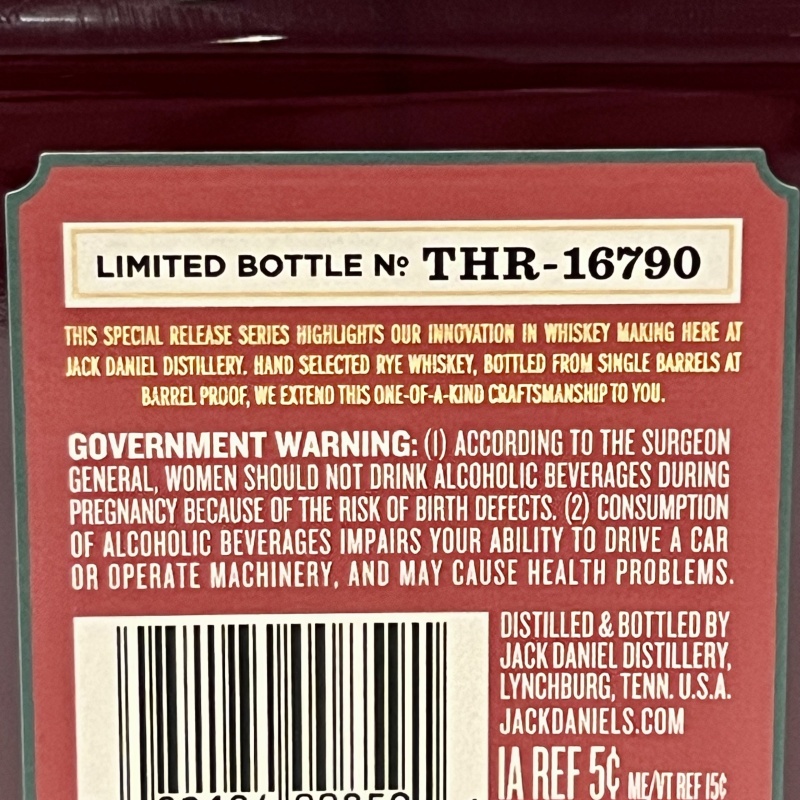 LIMITED BOTTLE Nº THR-16790
THIS SPECIAL RELEASE SERIES HIGHLIGHTS OUR INNOVATION IN WHISKEY MAKING HERE AT
JACK DANIEL DISTILLERY. HAND SELECTED RYE WHISKEY, BOTTLED FROM SINGLE BARRELS AT
BARREL PROOF, WE EXTEND THIS ONE-OF-A-KIND CRAFTSMANSHIP TO YOU.
GOVERNMENT WARNING: (1) ACCORDING TO THE SURGEON
GENERAL, WOMEN SHOULD NOT DRINK ALCOHOLIC BEVERAGES DURING
PREGNANCY BECAUSE OF THE RISK OF BIRTH DEFECTS. (2) CONSUMPTION
OF ALCOHOLIC BEVERAGES IMPAIRS YOUR ABILITY TO DRIVE A CAR
OR OPERATE MACHINERY, AND MAY CAUSE HEALTH PROBLEMS.
DISTILLED & BOTTLED BY
JACK DANIEL DISTILLERY,
LYNCHBURG, TENN. U.S.A.
JACKDANIELS.COM
IA REF 5¢ ME/VT REF 15¢